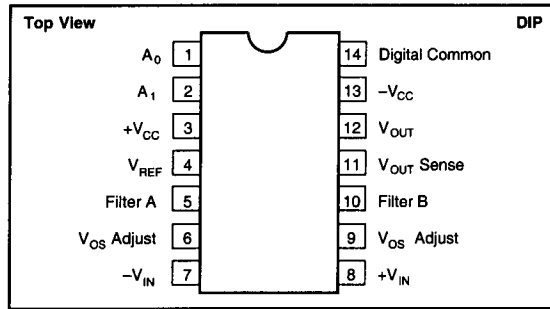 Top View DIP
A0 1 14 Digital Common
A1 2 13 –VCC
+VCC 3 12 VOUT
VREF 4 11 VOUT Sense
Filter A 5 10 Filter B
VOS Adjust 6 9 VOS Adjust
–VIN 7 8 +VIN